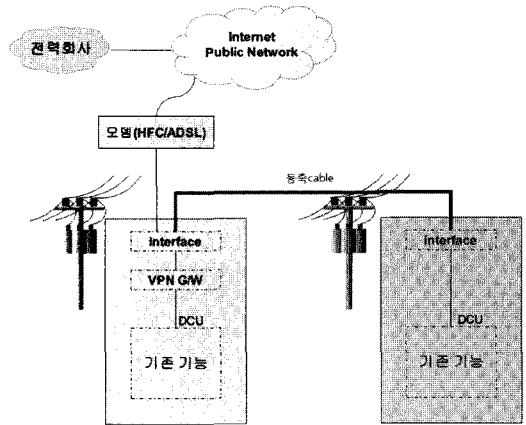 전력회사
Internet
Public Network
모뎀(HFC/ADSL)
동축cable
Interface
VPN G/W
DCU
기존 기능
Interface
DCU
기존 기능